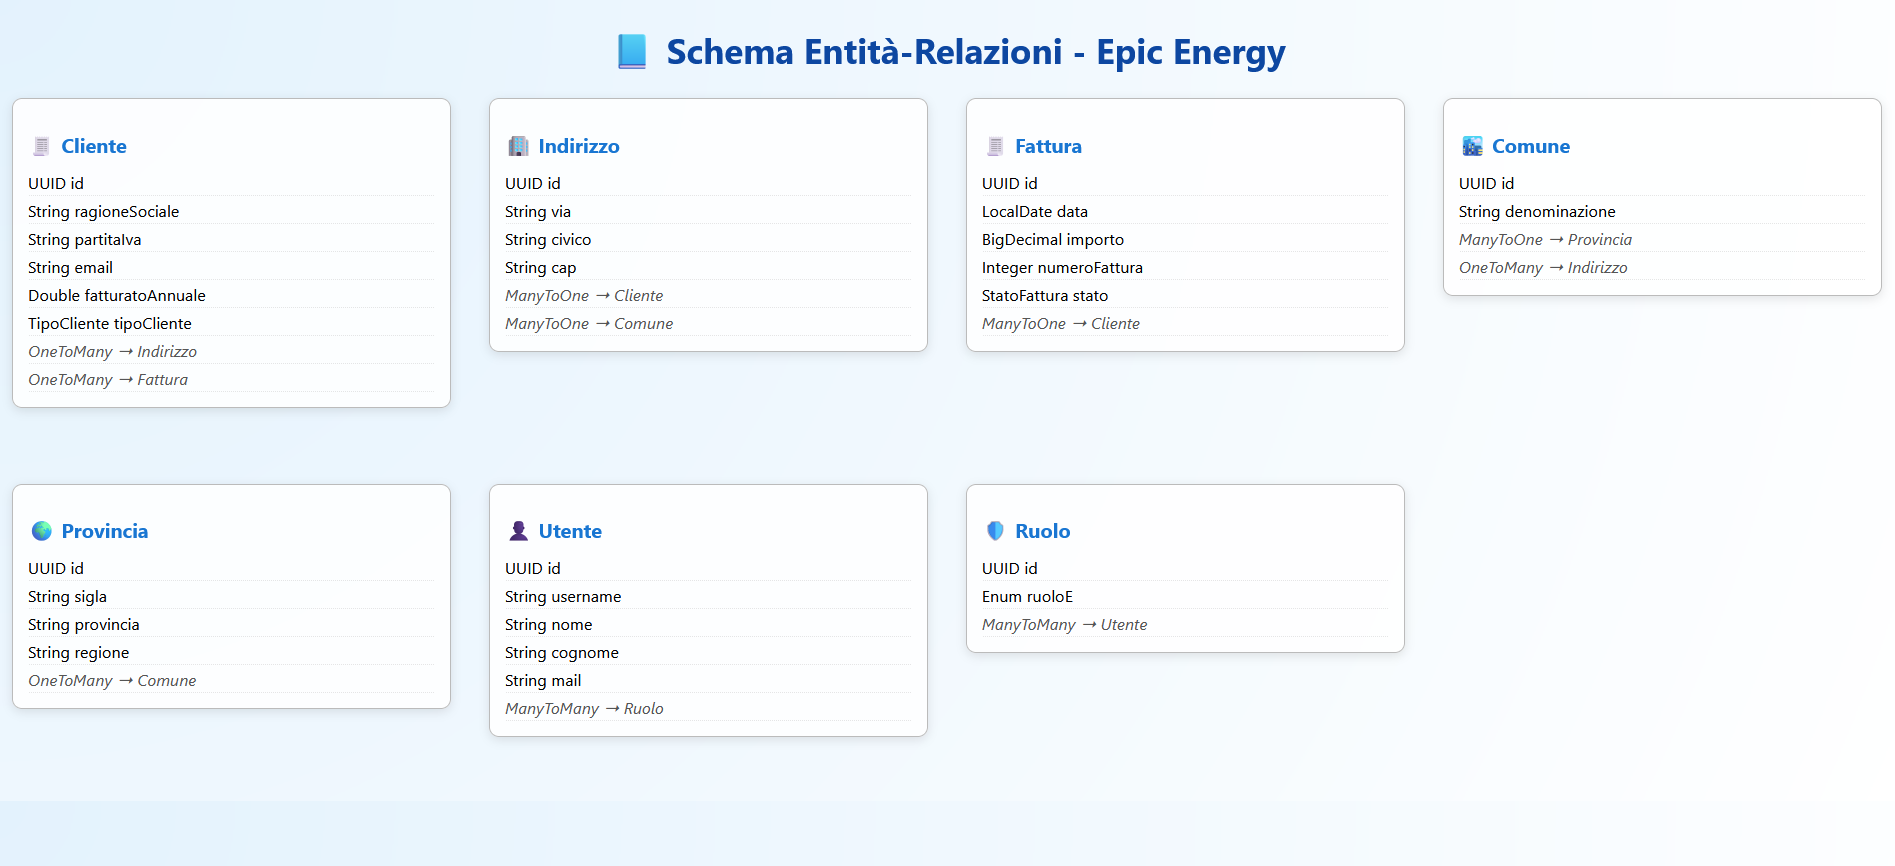 Schema Entità-Relazioni - Epic Energy
Cliente
UUID id
String ragioneSociale
String partitaIva
String email
Double fatturatoAnnuale
TipoCliente tipoCliente
OneToMany → Indirizzo
OneToMany → Fattura
Indirizzo
UUID id
String via
String civico
String cap
ManyToOne → Cliente
ManyToOne → Comune
Fattura
UUID id
LocalDate data
BigDecimal importo
Integer numeroFattura
StatoFattura stato
ManyToOne → Cliente
Comune
UUID id
String denominazione
ManyToOne → Provincia
OneToMany → Indirizzo
Provincia
UUID id
String sigla
String provincia
String regione
OneToMany → Comune
Utente
UUID id
String username
String nome
String cognome
String mail
ManyToMany → Ruolo
Ruolo
UUID id
Enum ruoloE
ManyToMany → Utente